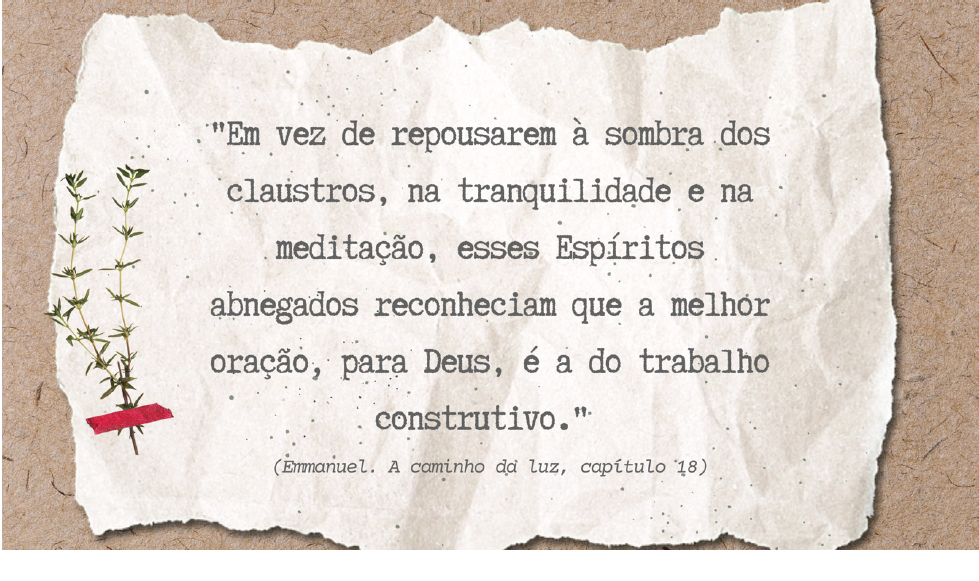 "Em vez de repousarem à sombra dos
claustros, na tranquilidade e na
meditação, esses Espíritos
abnegados reconheciam que a melhor
oração, para Deus, é a do trabalho
construtivo."
(Emmanuel. A caminho da luz, capítulo 18)